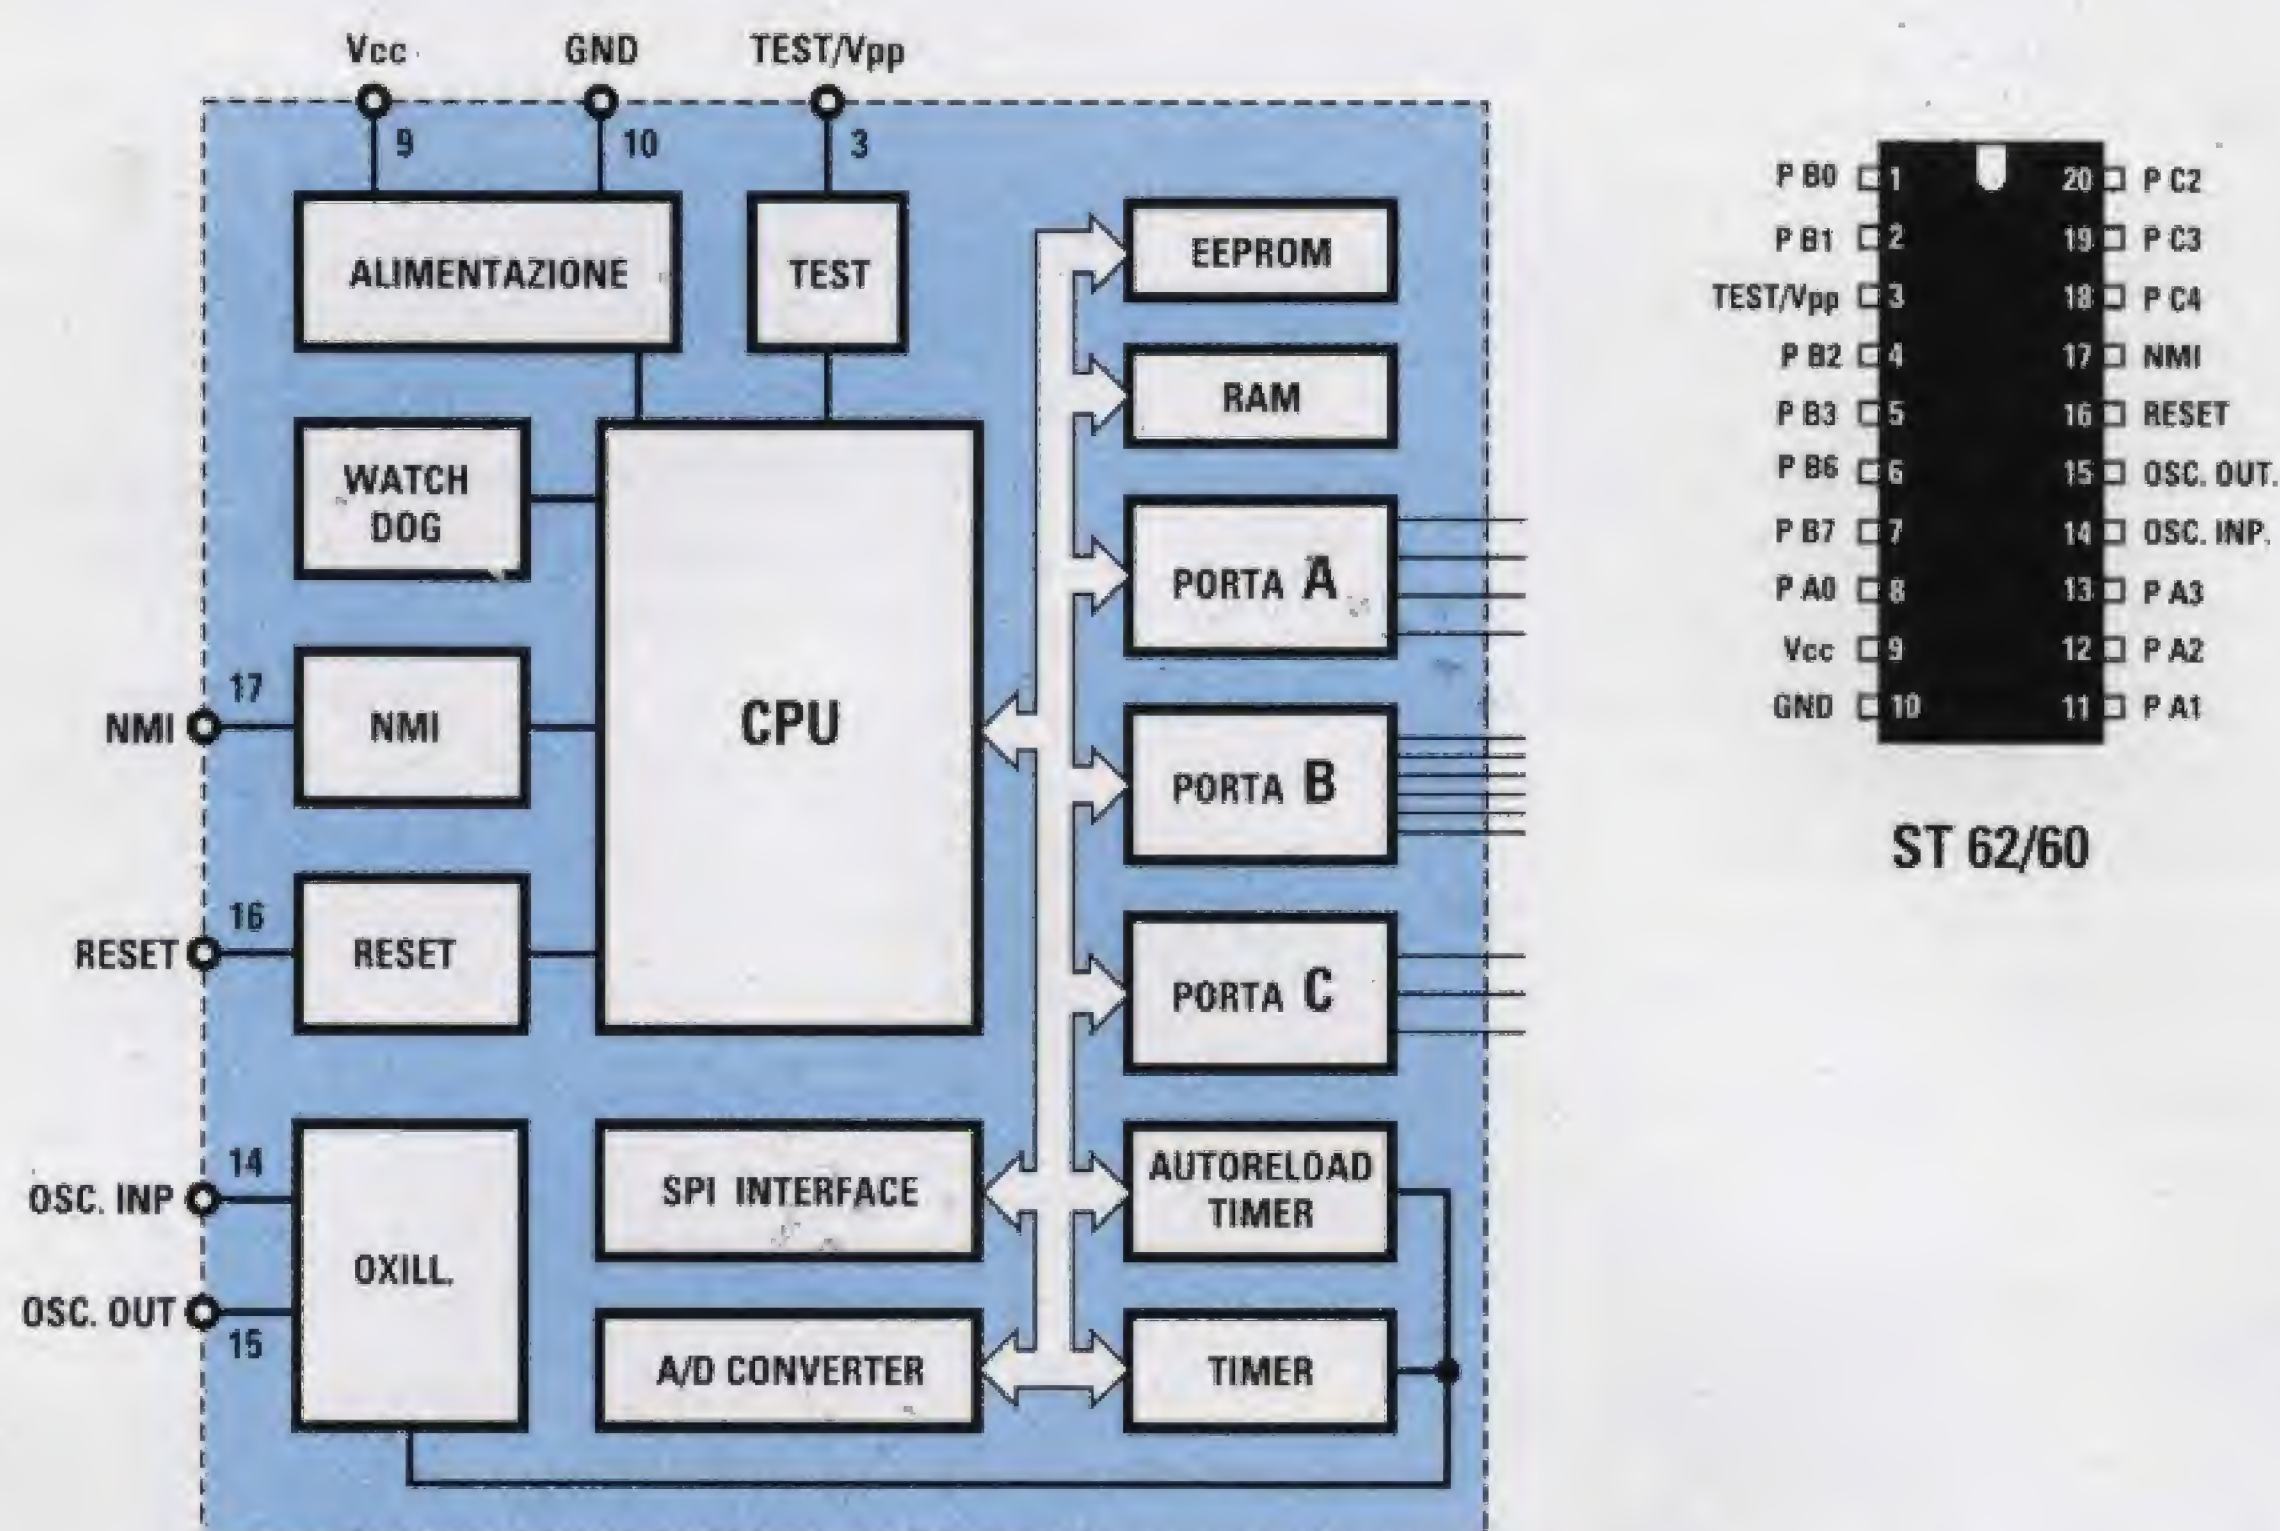 Vcc
GND
TEST/Vpp
9
10
3
ALIMENTAZIONE
TEST
EEPROM
RAM
WATCH
DOG
CPU
PORTA A
17
NMI
NMI
PORTA B
16
RESET
RESET
PORTA C
14
OSC. INP
OXILL.
OSC. OUT
15
SPI INTERFACE
AUTORELOAD
TIMER
A/D CONVERTER
TIMER
P B0 1 20 P C2
P B1 2 19 P C3
TEST/Vpp 3 18 P C4
P B2 4 17 NMI
P B3 5 16 RESET
P B6 6 15 OSC. OUT.
P B7 7 14 OSC. INP.
P A0 8 13 P A3
Vcc 9 12 P A2
GND 10 11 P A1
ST 62/60